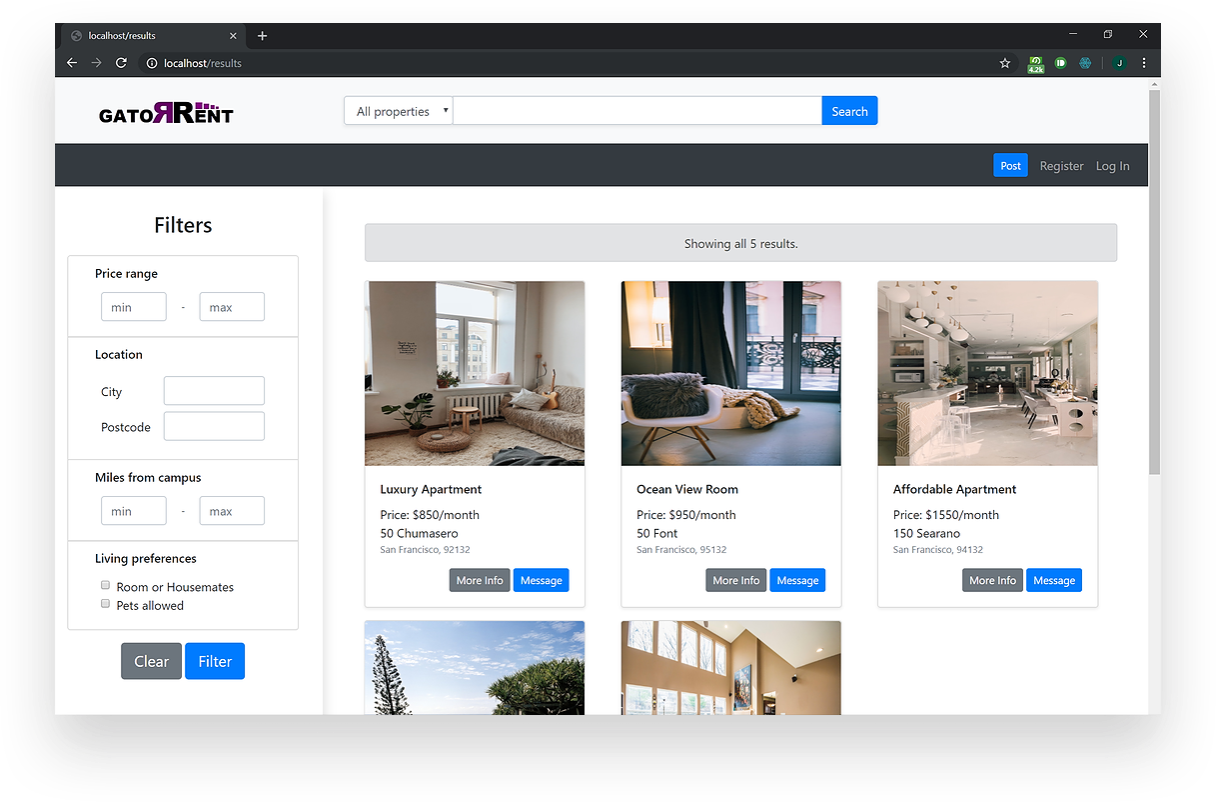 localhost/results
localhost/results
4.2k
J
GATORRENT
All properties
Search
Post
Register
Log In
Filters
Showing all 5 results.
Price range
min
-
max
Location
City
Postcode
Miles from campus
min
-
max
Living preferences
Room or Housemates
Pets allowed
Clear
Filter
Luxury Apartment
Price: $850/month
50 Chumasero
San Francisco, 92132
More Info
Message
Ocean View Room
Price: $950/month
50 Font
San Francisco, 95132
More Info
Message
Affordable Apartment
Price: $1550/month
150 Searano
San Francisco, 94132
More Info
Message